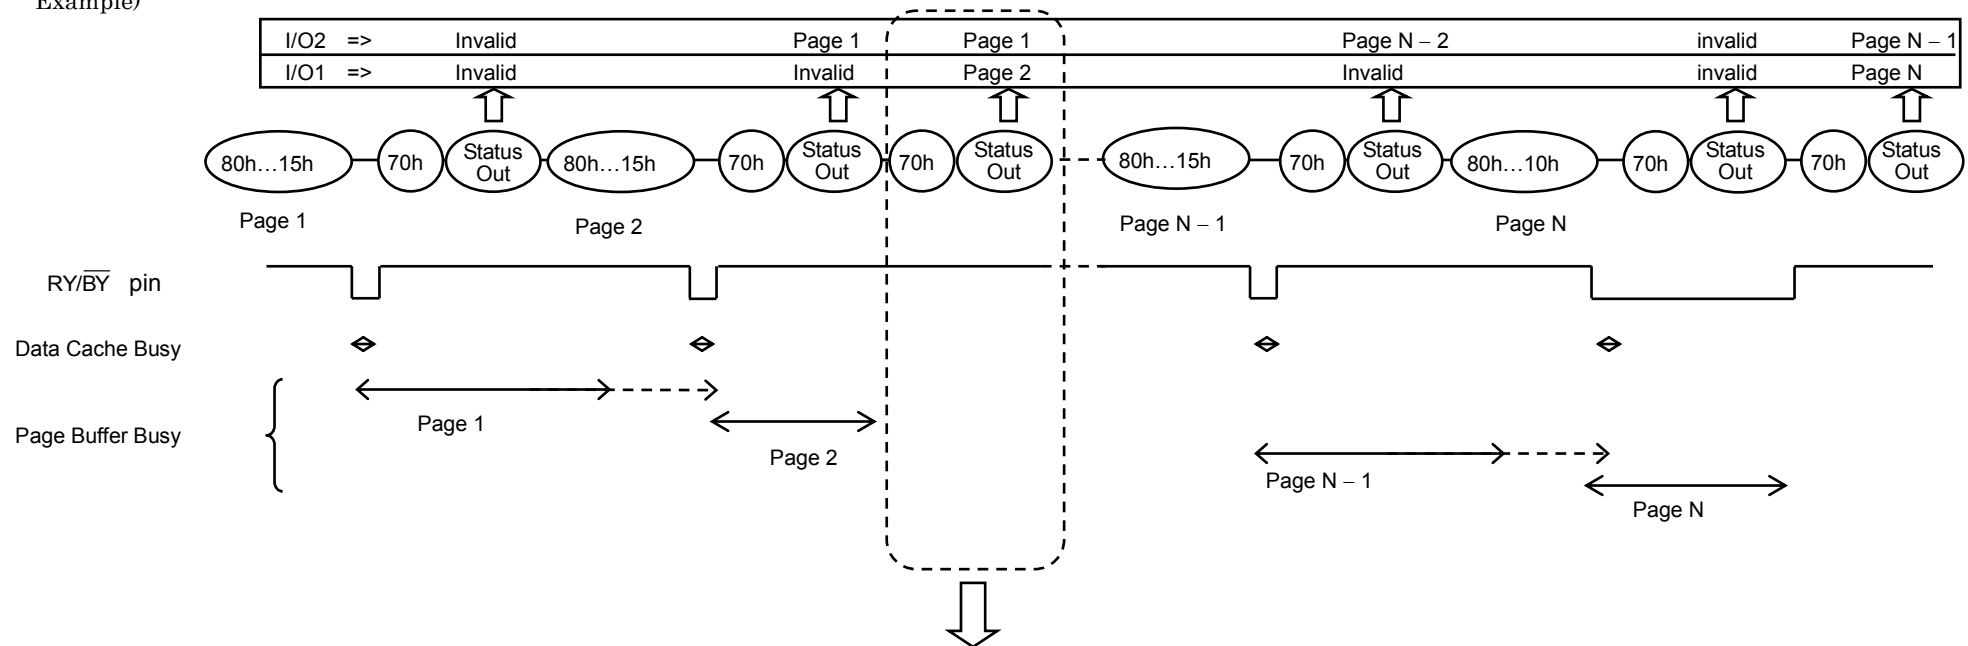 Example)
I/O2 => Invalid Page 1 Page 1 Page N – 2 invalid Page N – 1
I/O1 => Invalid Invalid Page 2 Invalid invalid Page N
80h…15h 70h Status Out 80h…15h 70h Status Out 70h Status Out 80h…15h 70h Status Out 80h…10h 70h Status Out 70h Status Out
Page 1 Page 2 Page N – 1 Page N
RY/B̅Y̅ pin
Data Cache Busy
Page Buffer Busy
Page 1
Page 2
Page N – 1
Page N